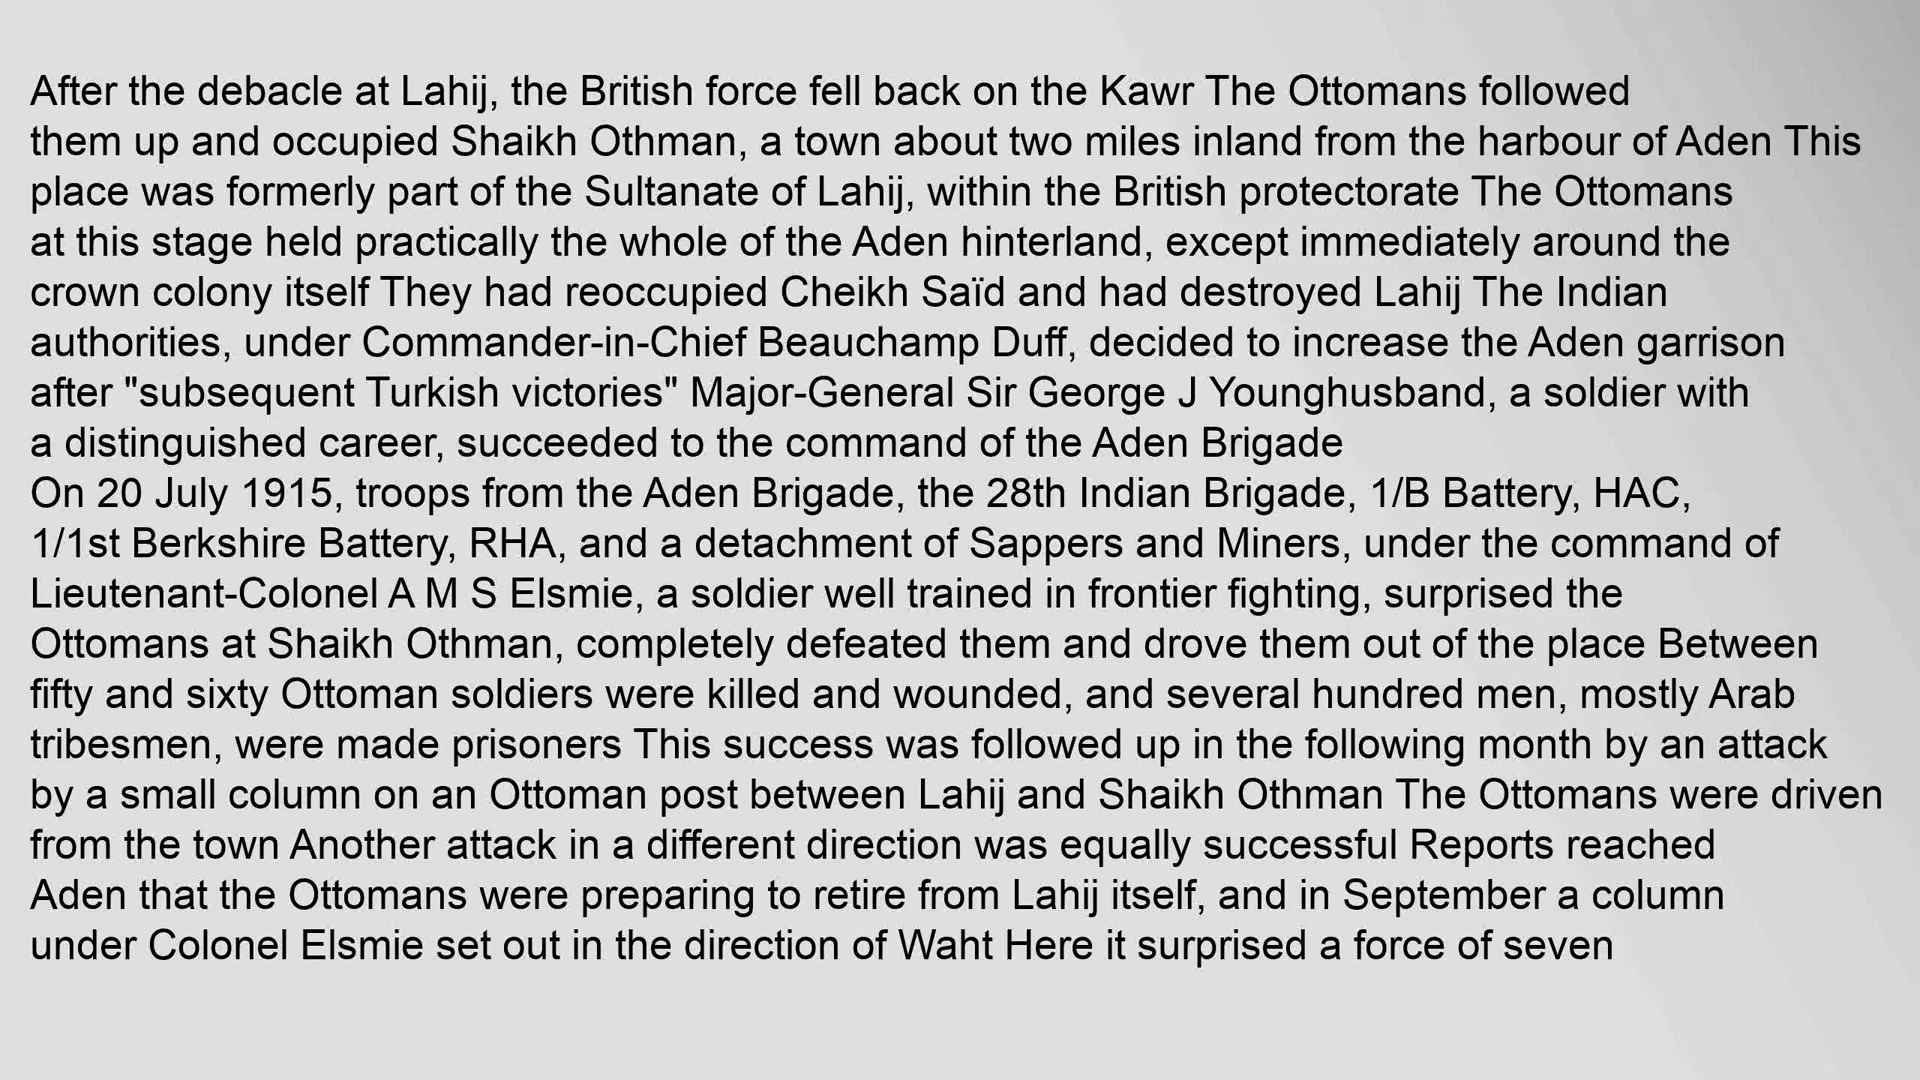 After the debacle at Lahij, the British force fell back on the Kawr The Ottomans followed
them up and occupied Shaikh Othman, a town about two miles inland from the harbour of Aden This
place was formerly part of the Sultanate of Lahij, within the British protectorate The Ottomans
at this stage held practically the whole of the Aden hinterland, except immediately around the
crown colony itself They had reoccupied Cheikh Saïd and had destroyed Lahij The Indian
authorities, under Commander-in-Chief Beauchamp Duff, decided to increase the Aden garrison
after "subsequent Turkish victories" Major-General Sir George J Younghusband, a soldier with
a distinguished career, succeeded to the command of the Aden Brigade
On 20 July 1915, troops from the Aden Brigade, the 28th Indian Brigade, 1/B Battery, HAC,
1/1st Berkshire Battery, RHA, and a detachment of Sappers and Miners, under the command of
Lieutenant-Colonel A M S Elsmie, a soldier well trained in frontier fighting, surprised the
Ottomans at Shaikh Othman, completely defeated them and drove them out of the place Between
fifty and sixty Ottoman soldiers were killed and wounded, and several hundred men, mostly Arab
tribesmen, were made prisoners This success was followed up in the following month by an attack
by a small column on an Ottoman post between Lahij and Shaikh Othman The Ottomans were driven
from the town Another attack in a different direction was equally successful Reports reached
Aden that the Ottomans were preparing to retire from Lahij itself, and in September a column
under Colonel Elsmie set out in the direction of Waht Here it surprised a force of seven